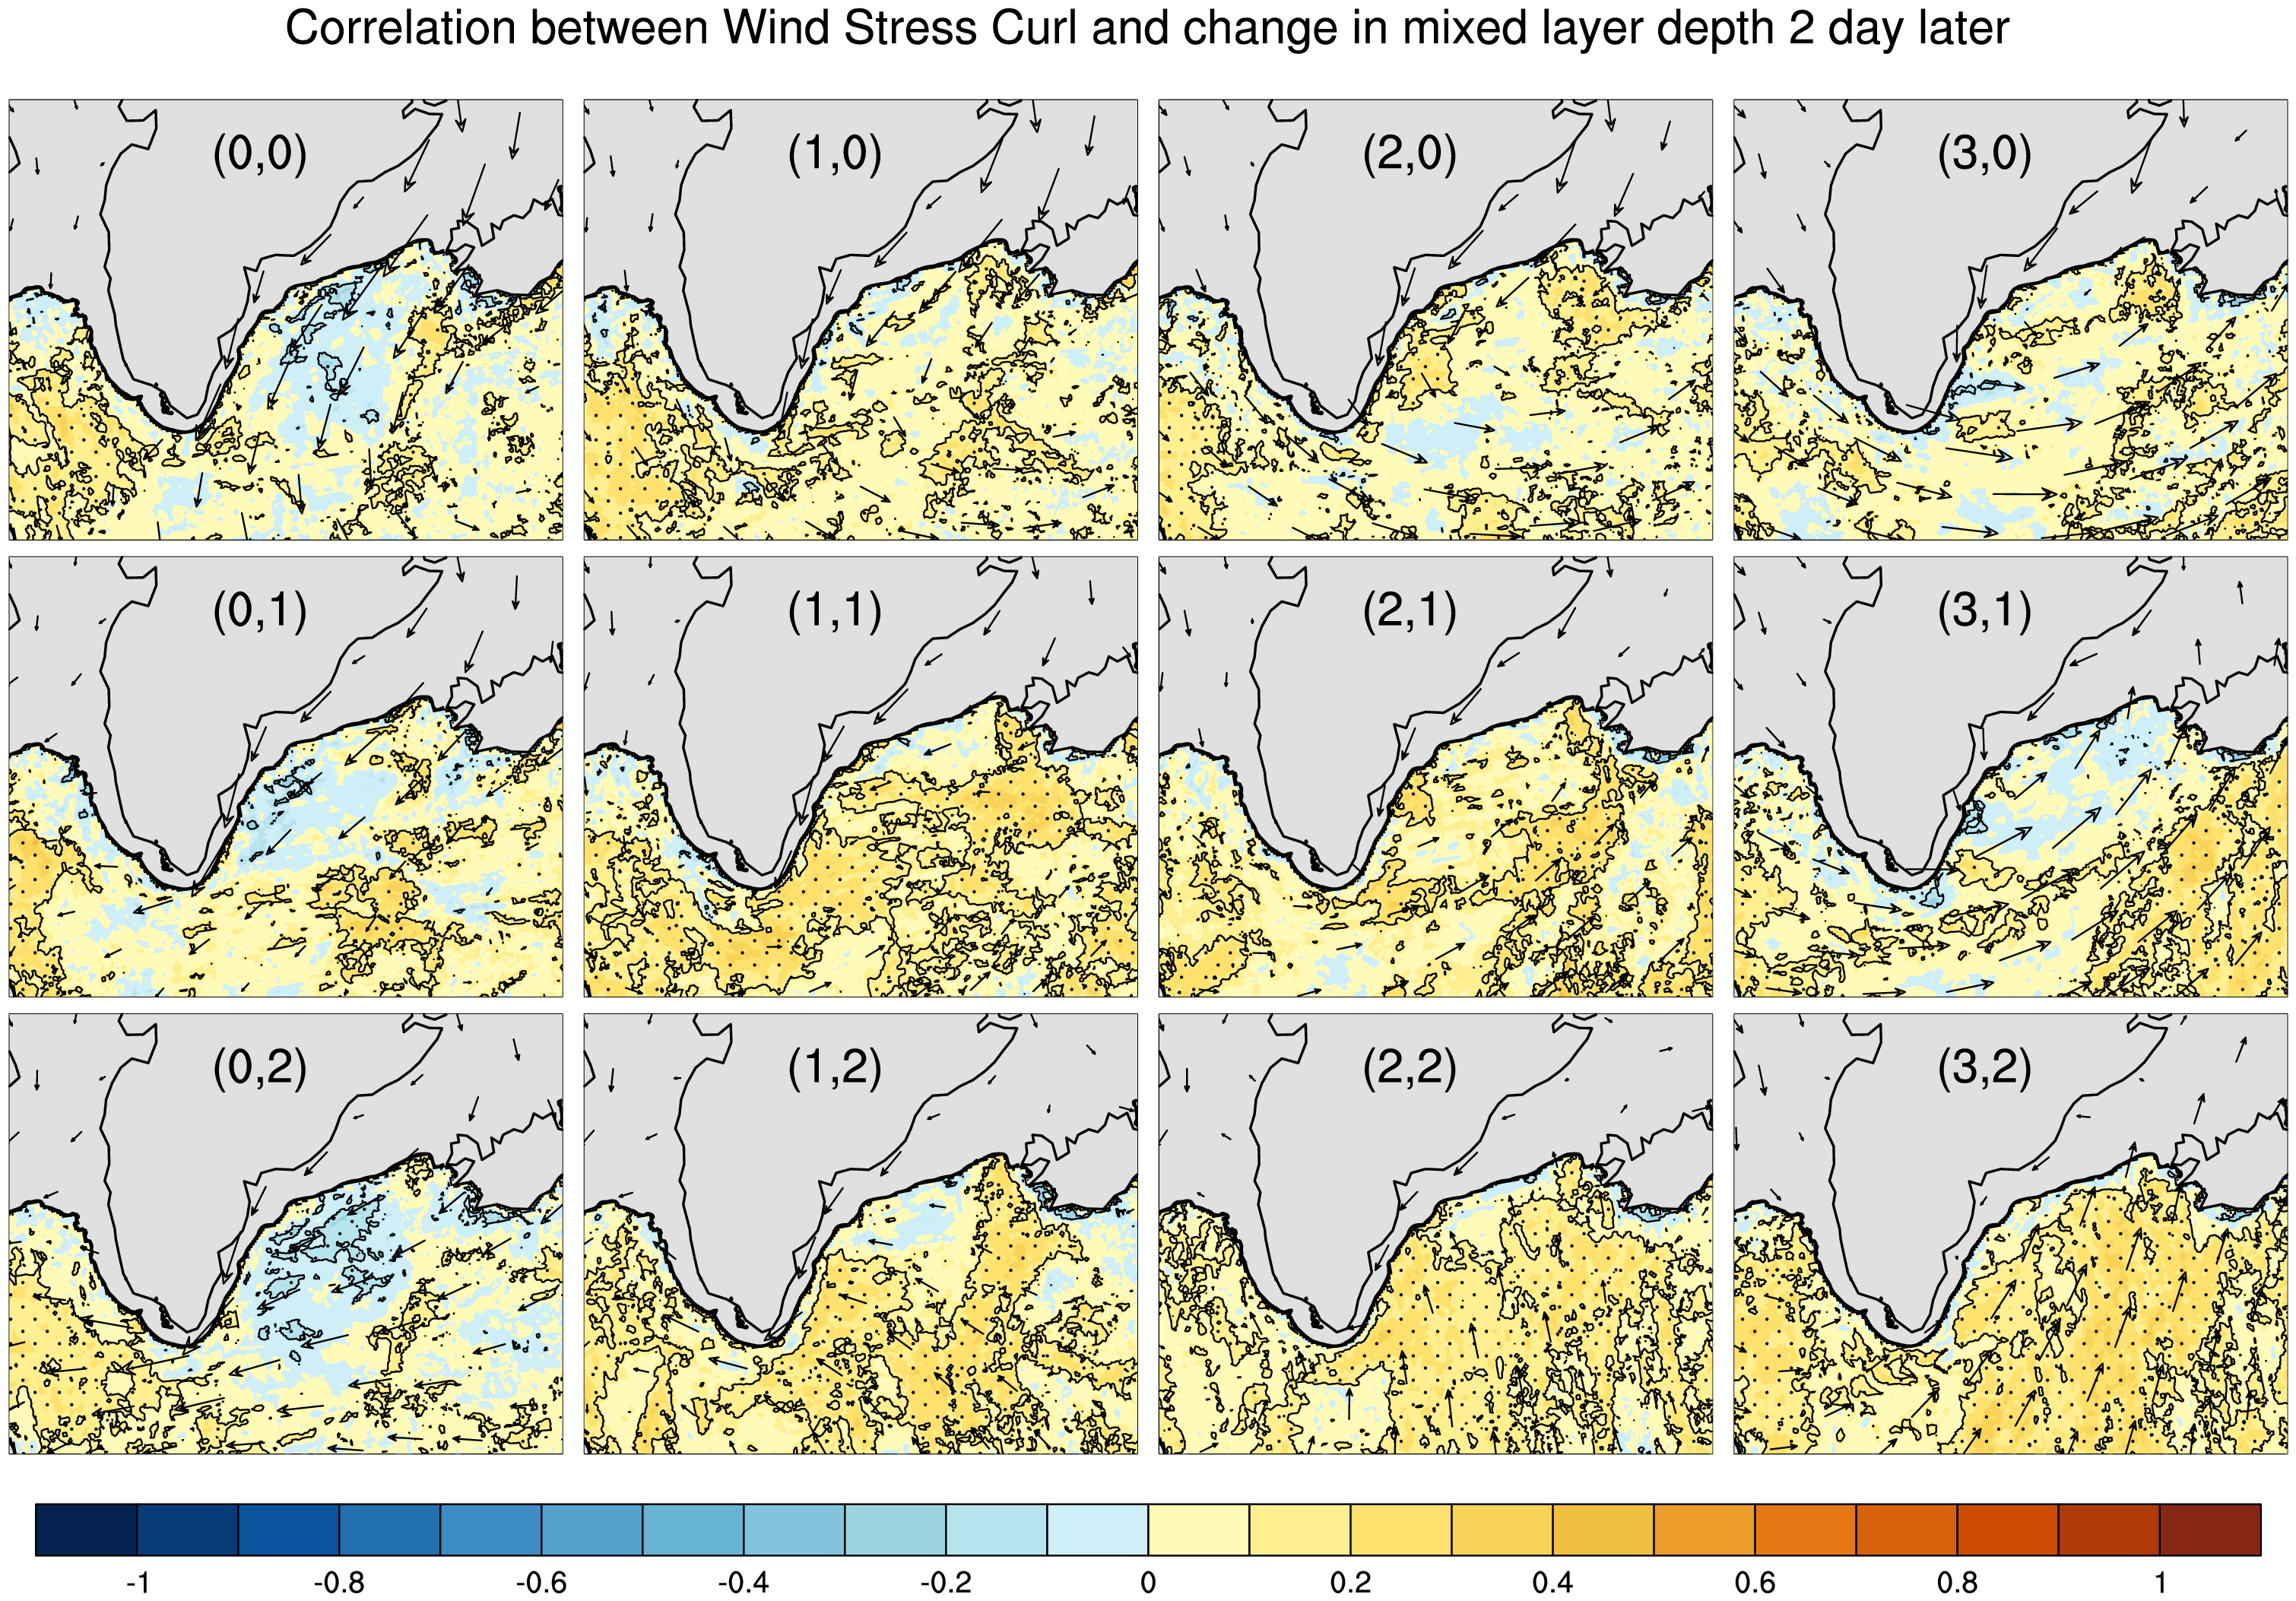 Correlation between Wind Stress Curl and change in mixed layer depth 2 day later
(0,0) (1,0) (2,0) (3,0)
(0,1) (1,1) (2,1) (3,1)
(0,2) (1,2) (2,2) (3,2)
-1 -0.8 -0.6 -0.4 -0.2 0 0.2 0.4 0.6 0.8 1